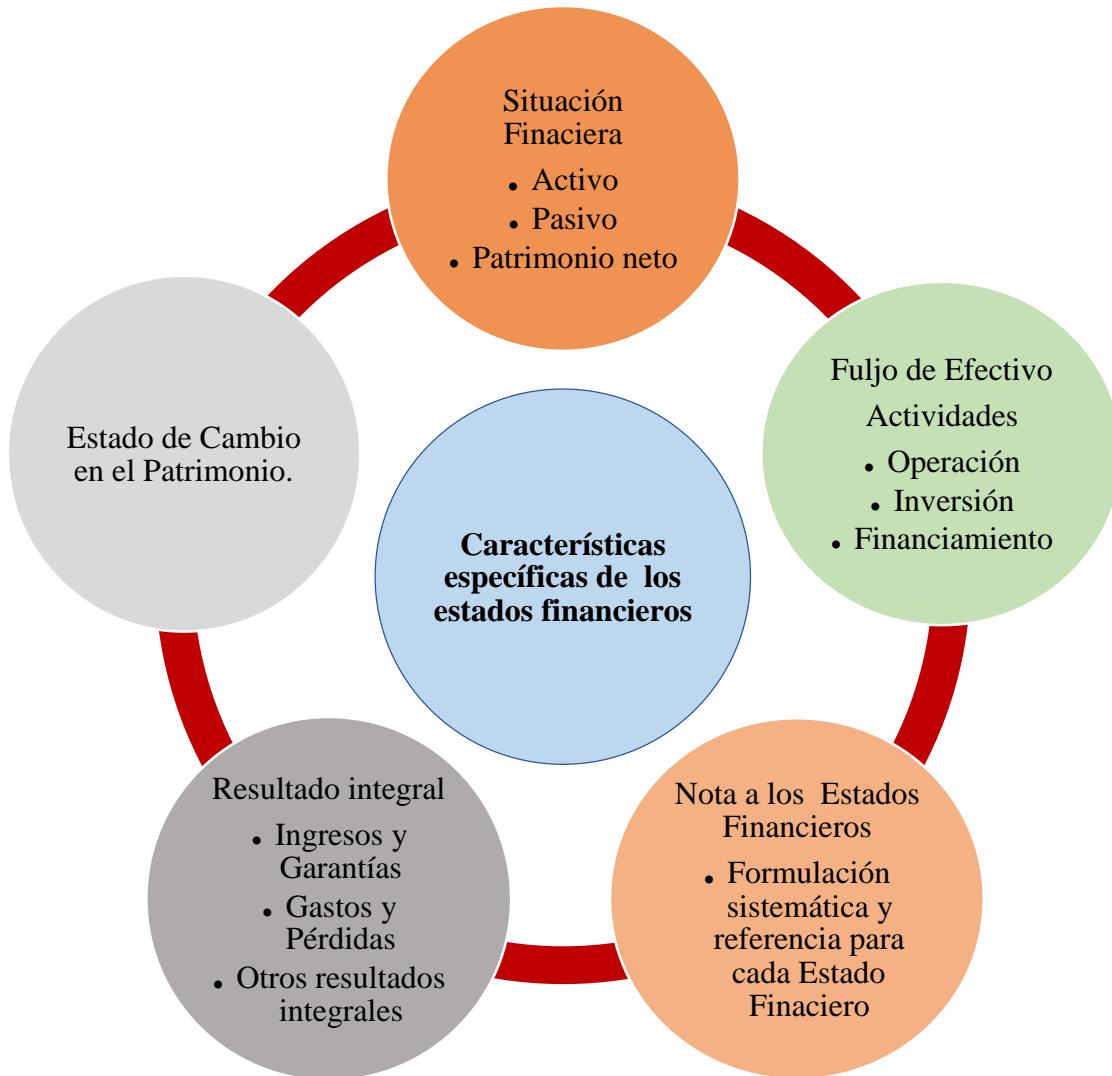 Situación
Finaciera
• Activo
• Pasivo
• Patrimonio neto
Fuljo de Efectivo
Actividades
• Operación
• Inversión
• Financiamiento
Nota a los Estados
Financieros
• Formulación
sistemática y
referencia para
cada Estado
Finaciero
Resultado integral
• Ingresos y
Garantías
• Gastos y
Pérdidas
• Otros resultados
integrales
Estado de Cambio
en el Patrimonio.
Características
específicas de los
estados financieros